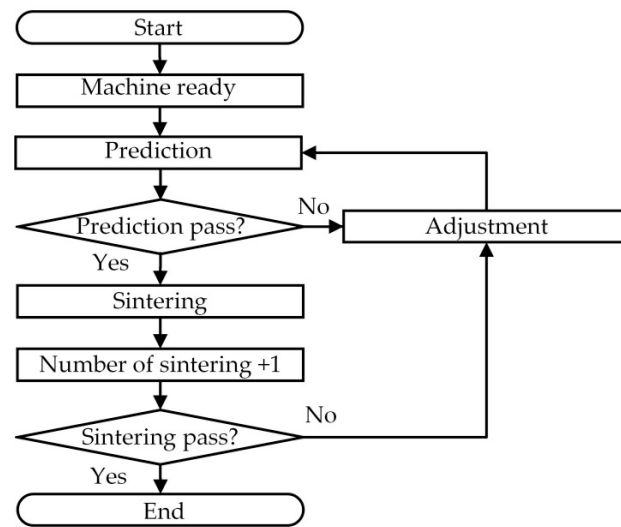 Start
Machine ready
Prediction
Prediction pass?
No
Adjustment
Yes
Sintering
Number of sintering +1
Sintering pass?
No
Yes
End